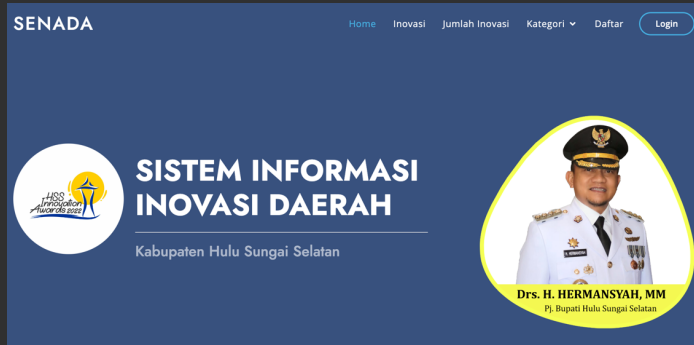 SENADA
Home Inovasi Jumlah Inovasi Kategori Daftar Login
HSS
Innovation
Awards 2022
SISTEM INFORMASI
INOVASI DAERAH
Kabupaten Hulu Sungai Selatan
Drs. H. HERMANSYAH, MM
Pj. Bupati Hulu Sungai Selatan